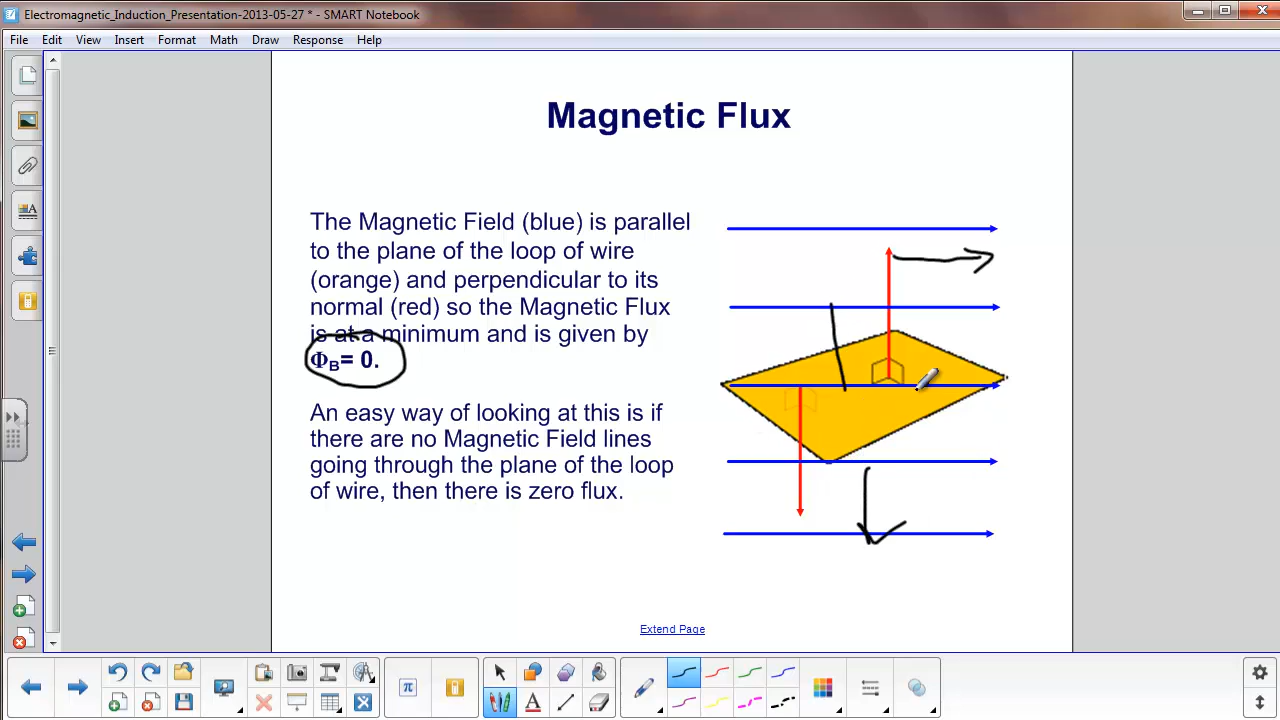 Electromagnetic_Induction_Presentation-2013-05-27 * - SMART Notebook
File Edit View Insert Format Math Draw Response Help
Magnetic Flux
The Magnetic Field (blue) is parallel
to the plane of the loop of wire
(orange) and perpendicular to its
normal (red) so the Magnetic Flux
is at a minimum and is given by
ΦB= 0.
An easy way of looking at this is if
there are no Magnetic Field lines
going through the plane of the loop
of wire, then there is zero flux.
Extend Page